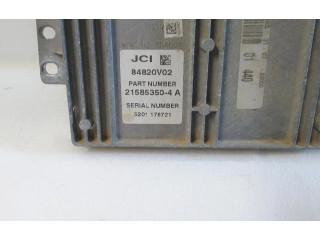 JCI
84820V02
PART NUMBER
21585350-4 A
SERIAL NUMBER
5201 178721